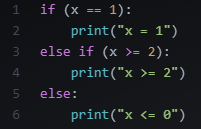 1 if (x == 1):
2     print("x = 1")
3 else if (x >= 2):
4     print("x >= 2")
5 else:
6     print("x <= 0")